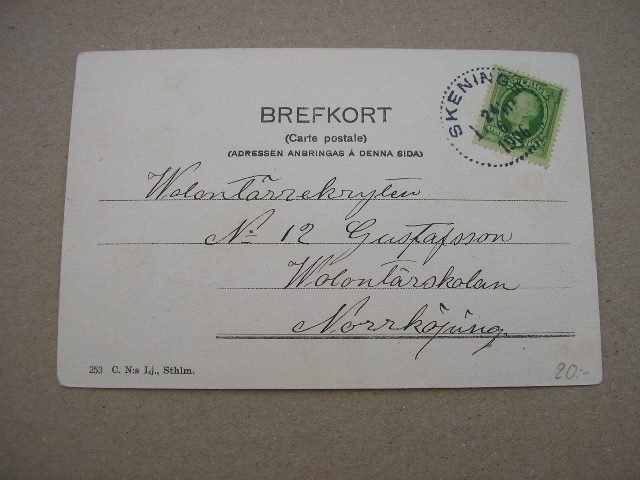 BREFKORT
(Carte postale)
(ADRESSEN ANBRINGAS Å DENNA SIDA)
SKENINGE
Wolontärrekryten
No 12 Gustafsson
Wolontärskolan
Norrköping
253 C. N:s Lj., Sthlm.
20:-